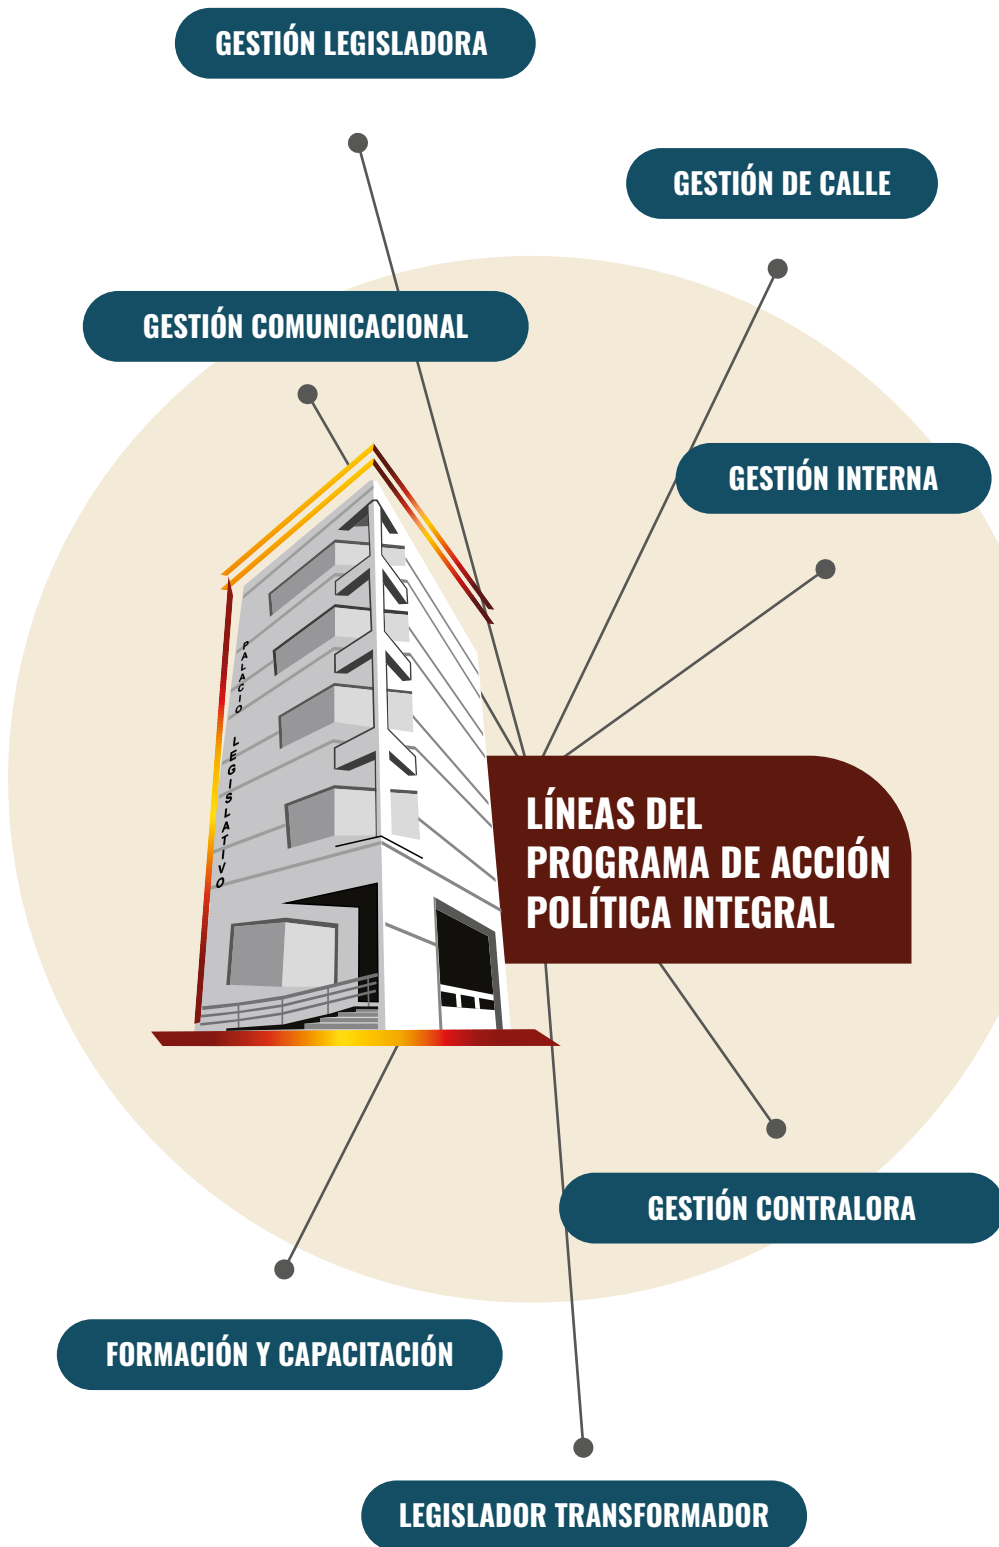 GESTIÓN LEGISLADORA
GESTIÓN DE CALLE
GESTIÓN COMUNICACIONAL
GESTIÓN INTERNA
PALACIO LEGISLATIVO
LÍNEAS DEL
PROGRAMA DE ACCIÓN
POLÍTICA INTEGRAL
GESTIÓN CONTRALORA
FORMACIÓN Y CAPACITACIÓN
LEGISLADOR TRANSFORMADOR